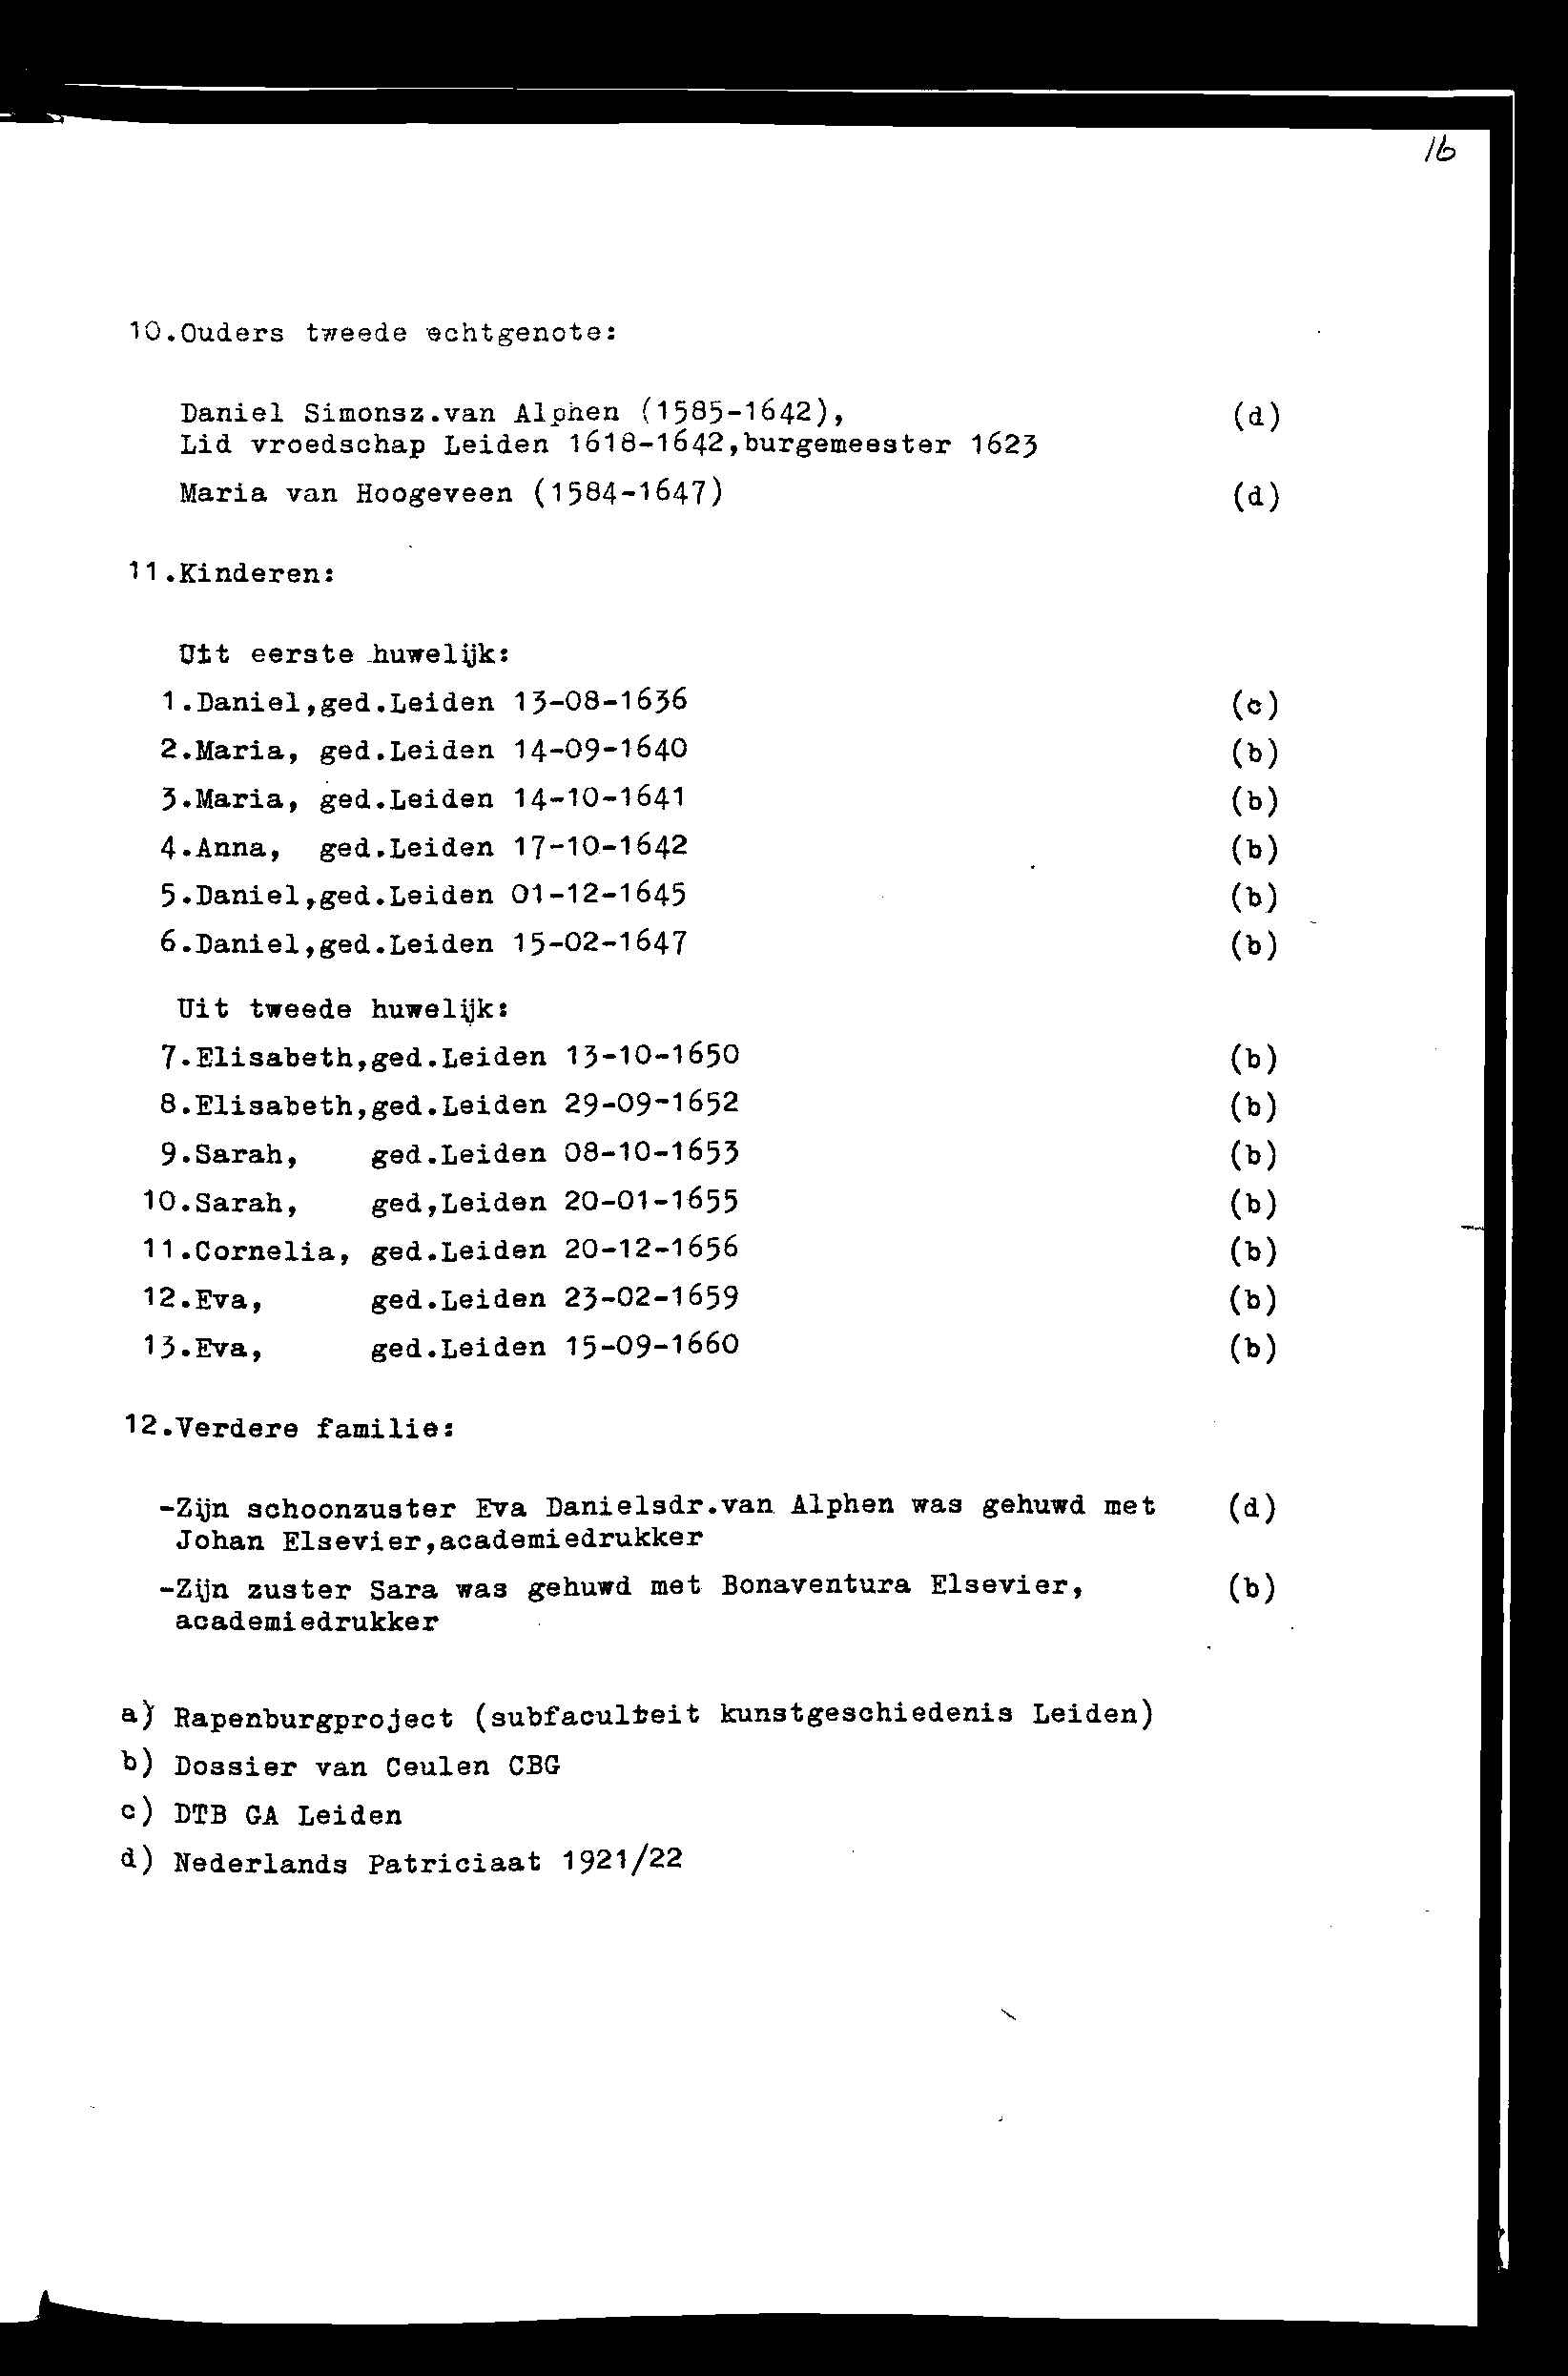 16
10.Ouders tweede echtgenote:
Daniel Simonsz.van Alphen (1585-1642), (d)
Lid vroedschap Leiden 1618-1642,burgemeester 1623
Maria van Hoogeveen (1584-1647) (d)
11.Kinderen:
Uit eerste huwelijk:
1.Daniel,ged.Leiden 13-08-1636 (c)
2.Maria, ged.Leiden 14-09-1640 (b)
3.Maria, ged.Leiden 14-10-1641 (b)
4.Anna, ged.Leiden 17-10-1642 (b)
5.Daniel,ged.Leiden 01-12-1645 (b)
6.Daniel,ged.Leiden 15-02-1647 (b)
Uit tweede huwelijk:
7.Elisabeth,ged.Leiden 13-10-1650 (b)
8.Elisabeth,ged.Leiden 29-09-1652 (b)
9.Sarah, ged.Leiden 08-10-1653 (b)
10.Sarah, ged,Leiden 20-01-1655 (b)
11.Cornelia, ged.Leiden 20-12-1656 (b)
12.Eva, ged.Leiden 23-02-1659 (b)
13.Eva, ged.Leiden 15-09-1660 (b)
12.Verdere familie:
-Zijn schoonzuster Eva Danielsdr.van Alphen was gehuwd met (d)
Johan Elsevier,academiedrukker
-Zijn zuster Sara was gehuwd met Bonaventura Elsevier, (b)
academiedrukker
a) Rapenburgproject (subfaculteit kunstgeschiedenis Leiden)
b) Dossier van Ceulen CBG
c) DTB GA Leiden
d) Nederlands Patriciaat 1921/22